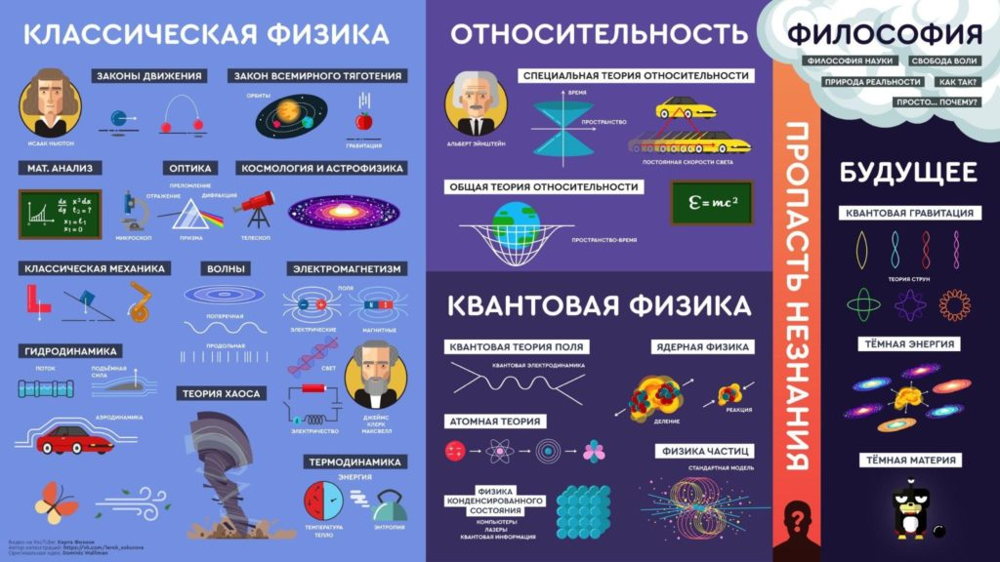 КЛАССИЧЕСКАЯ ФИЗИКА
ЗАКОНЫ ДВИЖЕНИЯ
ИСААК НЬЮТОН
ЗАКОН ВСЕМИРНОГО ТЯГОТЕНИЯ
ОРБИТЫ
ГРАВИТАЦИЯ
МАТ. АНАЛИЗ
ОПТИКА
ПРЕЛОМЛЕНИЕ
ОТРАЖЕНИЕ
ДИФРАКЦИЯ
МИКРОСКОП
ПРИЗМА
ТЕЛЕСКОП
КОСМОЛОГИЯ И АСТРОФИЗИКА
КЛАССИЧЕСКАЯ МЕХАНИКА
ВОЛНЫ
ПОПЕРЕЧНАЯ
ПРОДОЛЬНАЯ
ЭЛЕКТРОМАГНЕТИЗМ
ПОЛЯ
ЭЛЕКТРИЧЕСКИЕ
МАГНИТНЫЕ
СВЕТ
ЭЛЕКТРИЧЕСТВО
ДЖЕЙМС
КЛЕРК
МАКСВЕЛЛ
ГИДРОДИНАМИКА
ПОТОК
ПОДЪЁМНАЯ
СИЛА
АЭРОДИНАМИКА
ТЕОРИЯ ХАОСА
ТЕРМОДИНАМИКА
ЭНЕРГИЯ
ТЕМПЕРАТУРА
ТЕПЛО
ЭНТРОПИЯ
Видео на YouTube: Карта Физики
Автор иллюстраций: https://vk.com/lerok_sokurova
Оригинальная идея: Dominic Walliman
ОТНОСИТЕЛЬНОСТЬ
СПЕЦИАЛЬНАЯ ТЕОРИЯ ОТНОСИТЕЛЬНОСТИ
АЛЬБЕРТ ЭЙНШТЕЙН
ВРЕМЯ
ПРОСТРАНСТВО
ПОСТОЯННАЯ СКОРОСТИ СВЕТА
ОБЩАЯ ТЕОРИЯ ОТНОСИТЕЛЬНОСТИ
ПРОСТРАНСТВО-ВРЕМЯ
E=mc²
КВАНТОВАЯ ФИЗИКА
КВАНТОВАЯ ТЕОРИЯ ПОЛЯ
КВАНТОВАЯ ЭЛЕКТРОДИНАМИКА
ЯДЕРНАЯ ФИЗИКА
ДЕЛЕНИЕ
РЕАКЦИЯ
АТОМНАЯ ТЕОРИЯ
ФИЗИКА
КОНДЕНСИРОВАННОГО
СОСТОЯНИЯ
КОМПЬЮТЕРЫ
ЛАЗЕРЫ
КВАНТОВАЯ ИНФОРМАЦИЯ
ФИЗИКА ЧАСТИЦ
СТАНДАРТНАЯ МОДЕЛЬ
ПРОПАСТЬ НЕЗНАНИЯ
?
ФИЛОСОФИЯ
ФИЛОСОФИЯ НАУКИ
СВОБОДА ВОЛИ
ПРИРОДА РЕАЛЬНОСТИ
КАК ТАК?
ПРОСТО... ПОЧЕМУ?
БУДУЩЕЕ
КВАНТОВАЯ ГРАВИТАЦИЯ
ТЕОРИЯ СТРУН
ТЁМНАЯ ЭНЕРГИЯ
ТЁМНАЯ МАТЕРИЯ